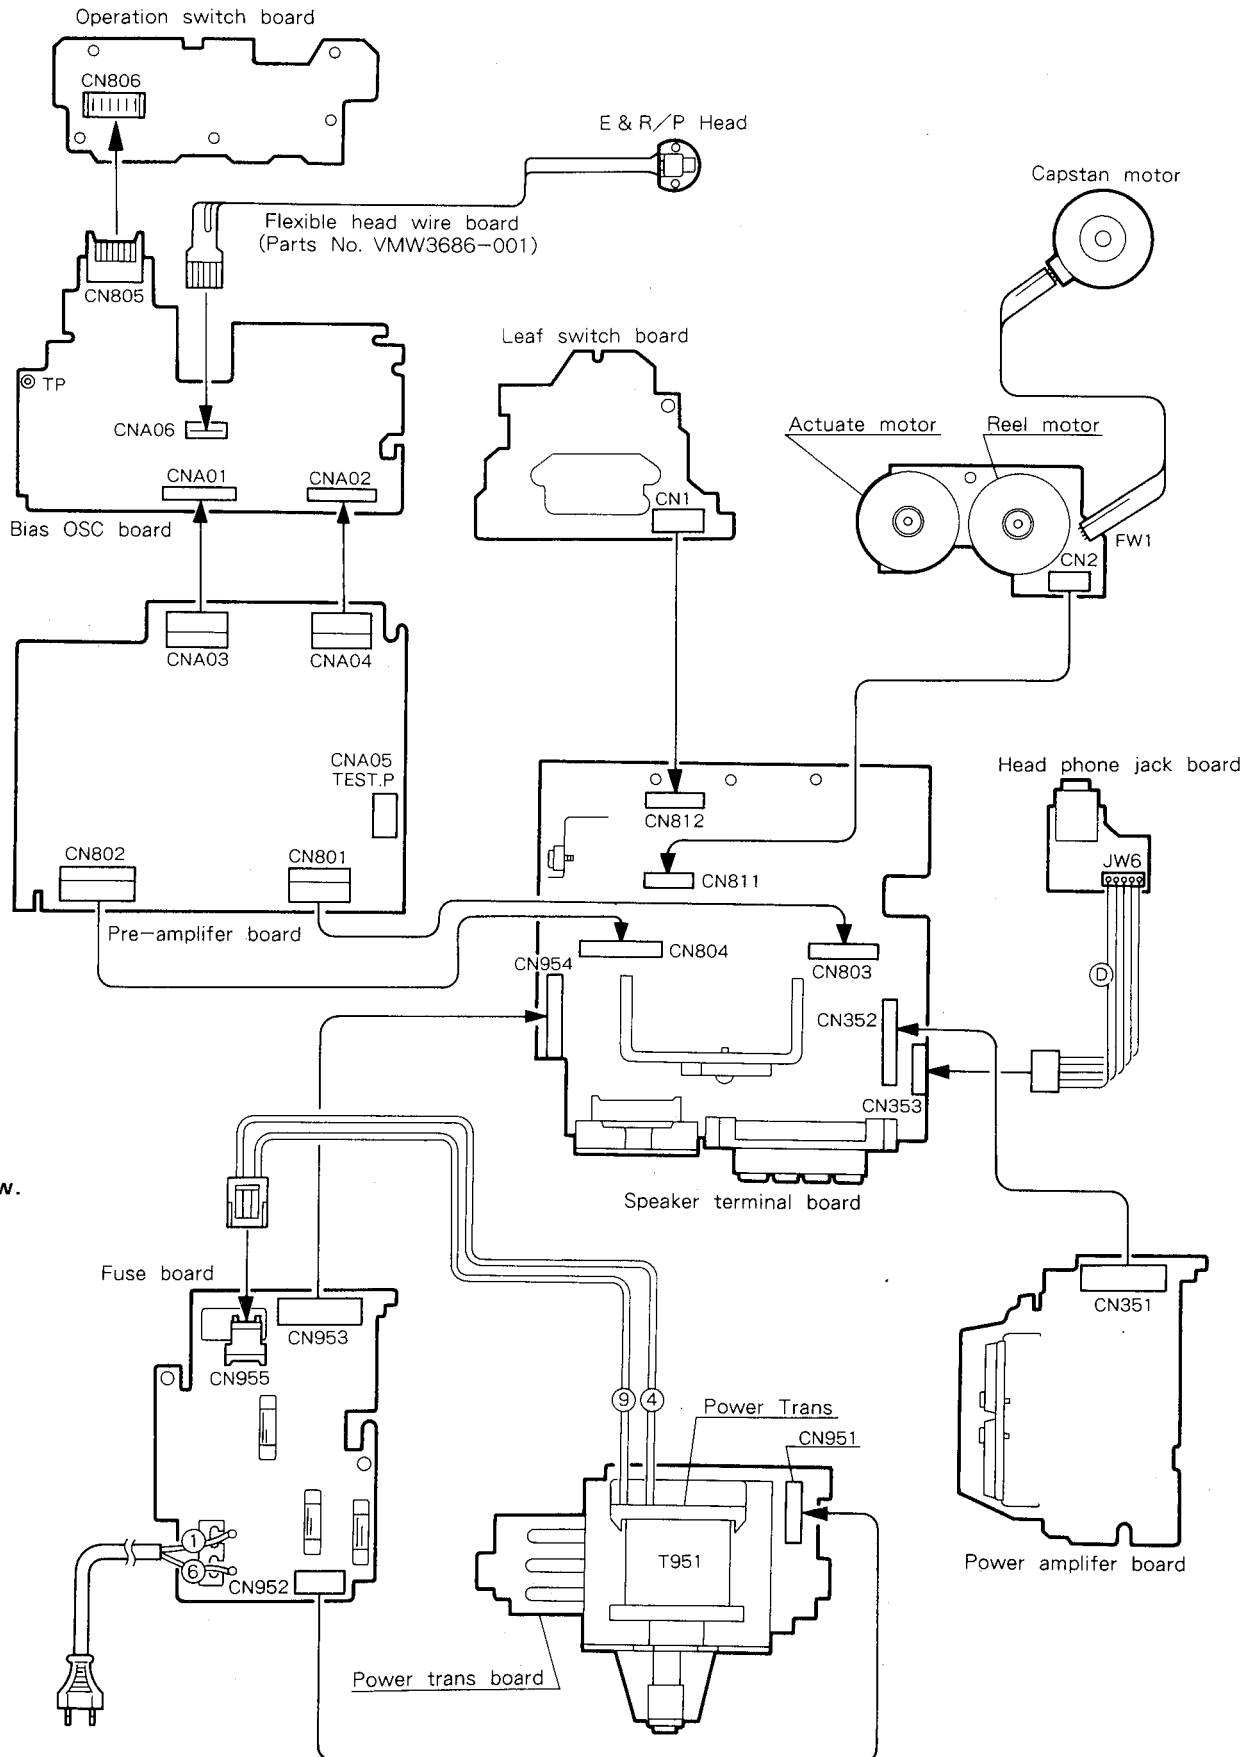 Operation switch board
CN806
E & R/P Head
Capstan motor
Flexible head wire board
(Parts No. VMW3686-001)
CN805
Leaf switch board
TP
CNA06
Actuate motor
Reel motor
CNA01
CNA02
CN1
Bias OSC board
FW1
CN2
CNA03
CNA04
CNA05
TEST.P
Head phone jack board
CN812
CN802
CN801
CN811
JW6
Pre-amplifer board
CN804
CN803
CN954
D
CN352
CN353
N.
Speaker terminal board
Fuse board
CN953
CN351
CN955
9
4
Power Trans
CN951
1
6
T951
CN952
Power amplifer board
Power trans board